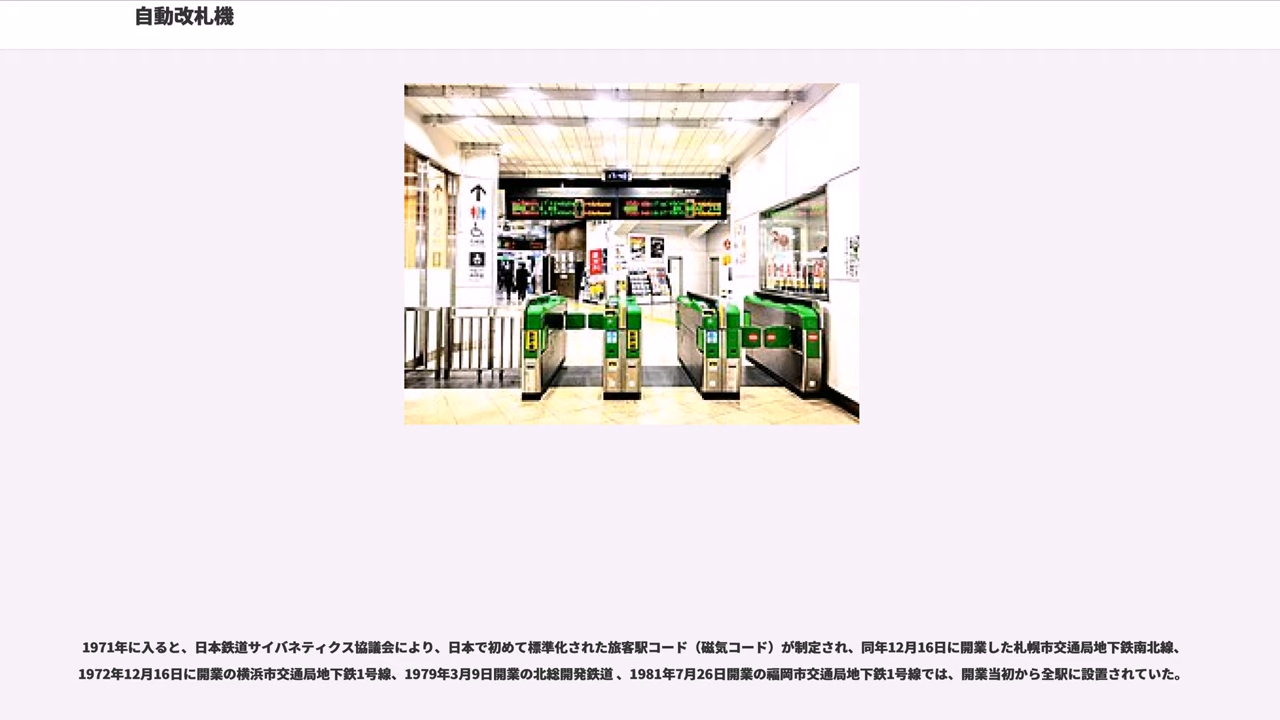 自動改札機
1971年に入ると、日本鉄道サイバネティクス協議会により、日本で初めて標準化された旅客駅コード（磁気コード）が制定され、同年12月16日に開業した札幌市交通局地下鉄南北線、
1972年12月16日に開業の横浜市交通局地下鉄1号線、1979年3月9日開業の北総開発鉄道 、1981年7月26日開業の福岡市交通局地下鉄1号線では、開業当初から全駅に設置されていた。